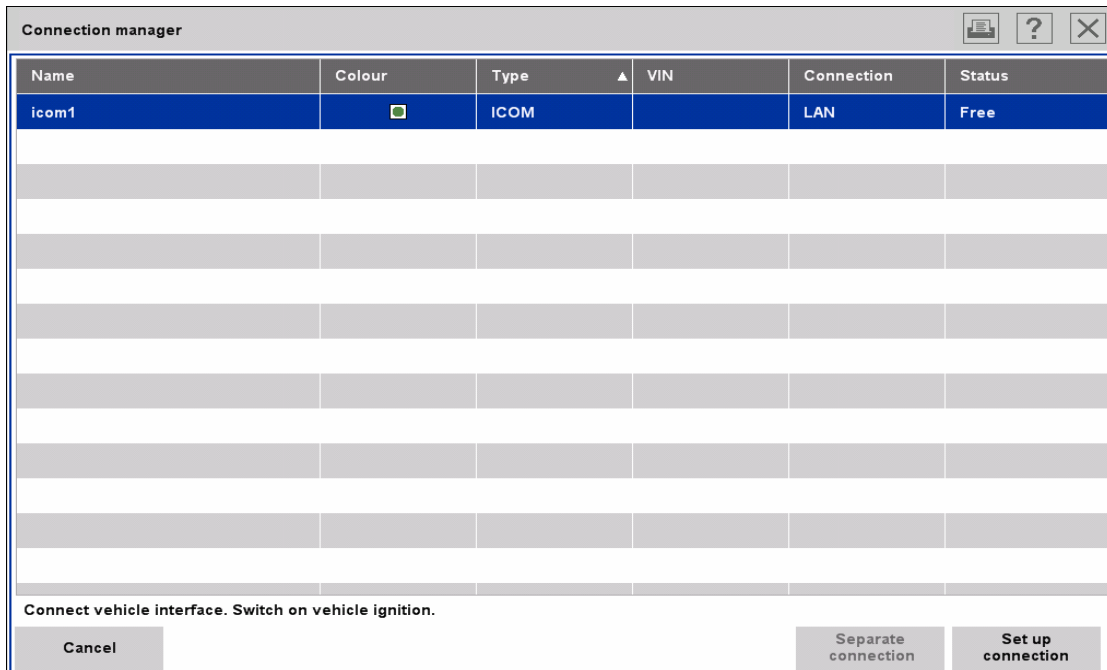 Connection manager ?
Name Colour Type VIN Connection Status
icom1 ICOM LAN Free
Connect vehicle interface. Switch on vehicle ignition.
Cancel
Separate
connection
Set up
connection